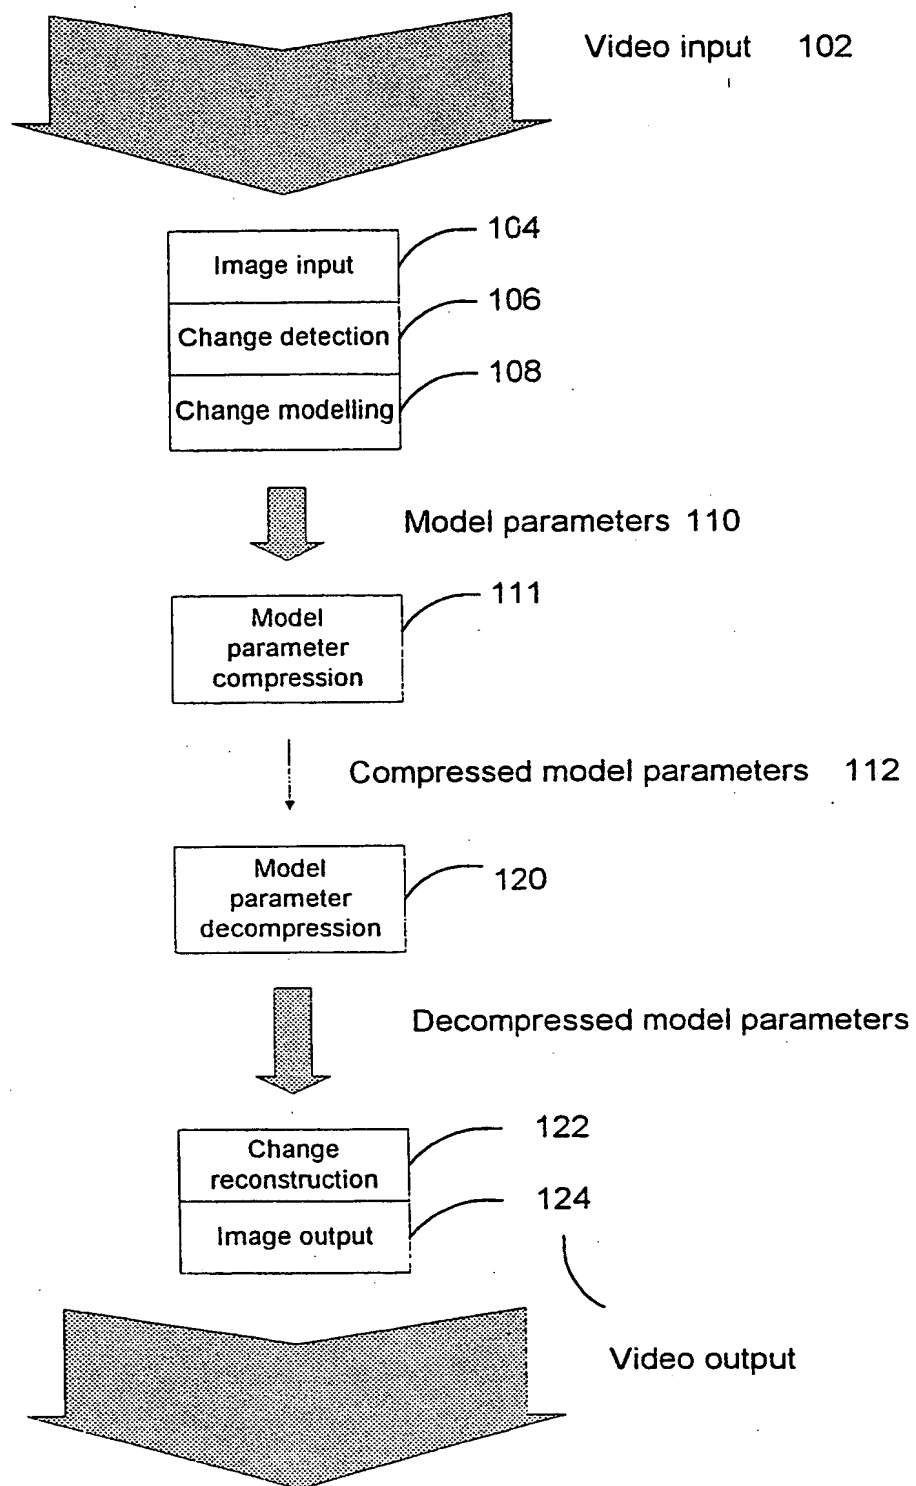 Video input 102
104
Image input
106
Change detection
108
Change modelling
Model parameters 110
111
Model
parameter
compression
Compressed model parameters 112
120
Model
parameter
decompression
Decompressed model parameters
122
Change
reconstruction
124
Image output
Video output